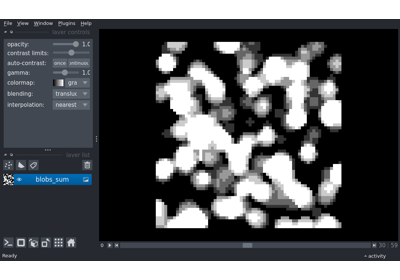 File View Window Plugins Help
layer controls
opacity: 1.0
contrast limits:
auto-contrast: once
gamma: 1.0
colormap: gra
blending: translu
interpolation: nearest
layer list
blobs_sum
0 30 59
Ready activity